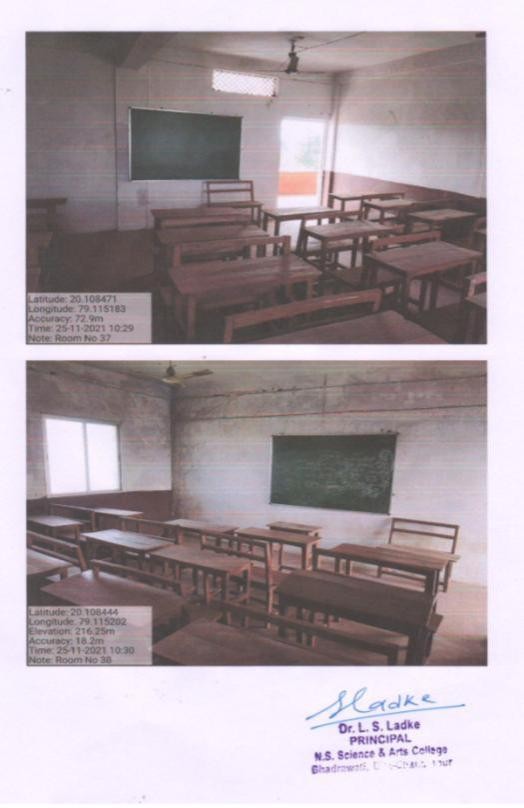 Latitude: 20.108471
Longitude: 79.115183
Accuracy: 72.9m
Time: 25-11-2021 10:29
Note: Room No 37
Latitude: 20.108444
Longitude: 79.115202
Elevation: 216.25m
Accuracy: 18.2m
Time: 25-11-2021 10:30
Note: Room No 38
Sladke
Dr. L. S. Ladke
PRINCIPAL
N.S. Science & Arts College
Bhadrawati,